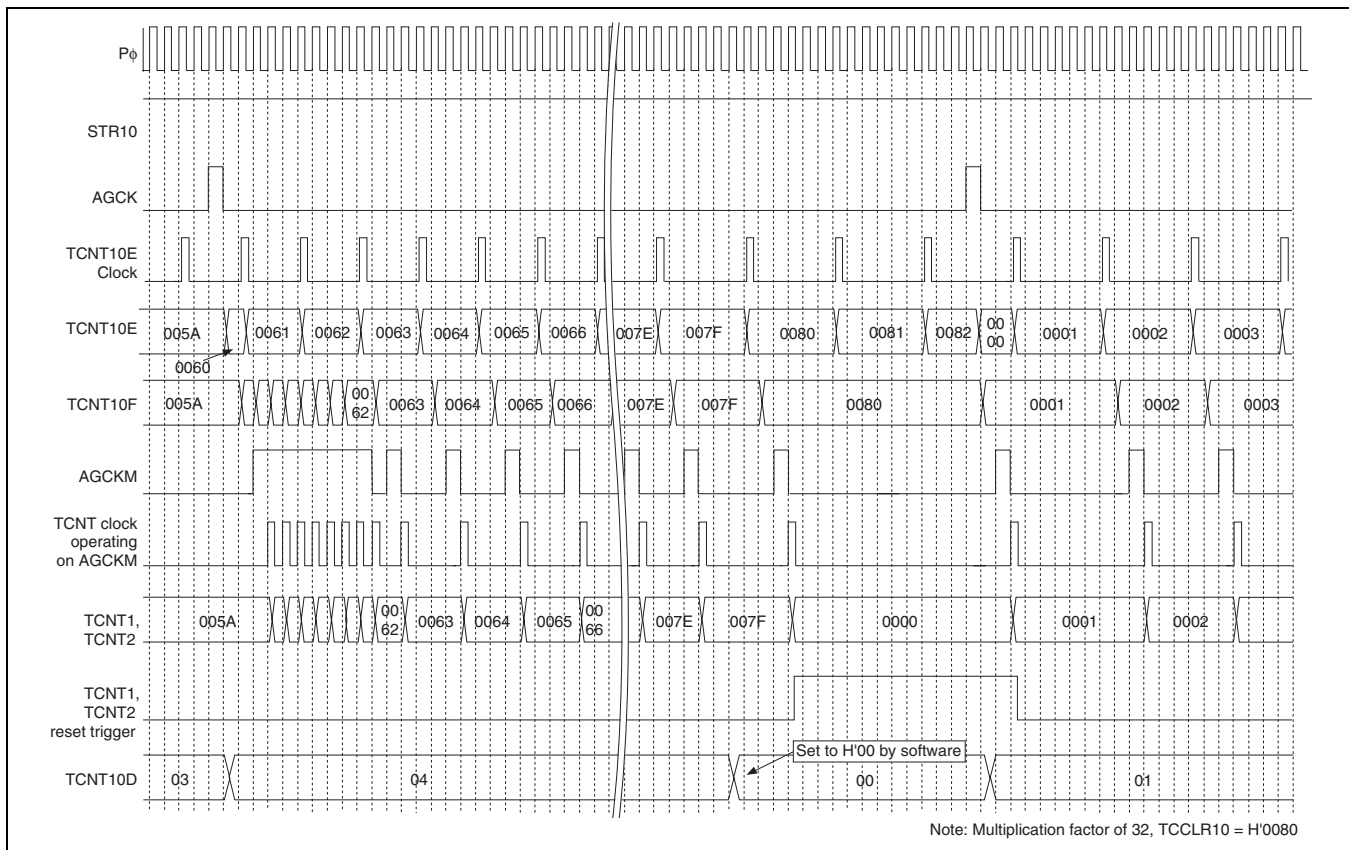 Pϕ
STR10
AGCK
TCNT10E
Clock
TCNT10E
005A 0061 0062 0063 0064 0065 0066 007E 007F 0080 0081 0082 00 00 0001 0002 0003
0060
TCNT10F
005A 00 62 0063 0064 0065 0066 007E 007F 0080 0001 0002 0003
AGCKM
TCNT clock
operating
on AGCKM
TCNT1,
TCNT2
005A 00 62 0063 0064 0065 00 66 007E 007F 0000 0001 0002
TCNT1,
TCNT2
reset trigger
Set to H'00 by software
TCNT10D 03 04 00 01
Note: Multiplication factor of 32, TCCLR10 = H'0080